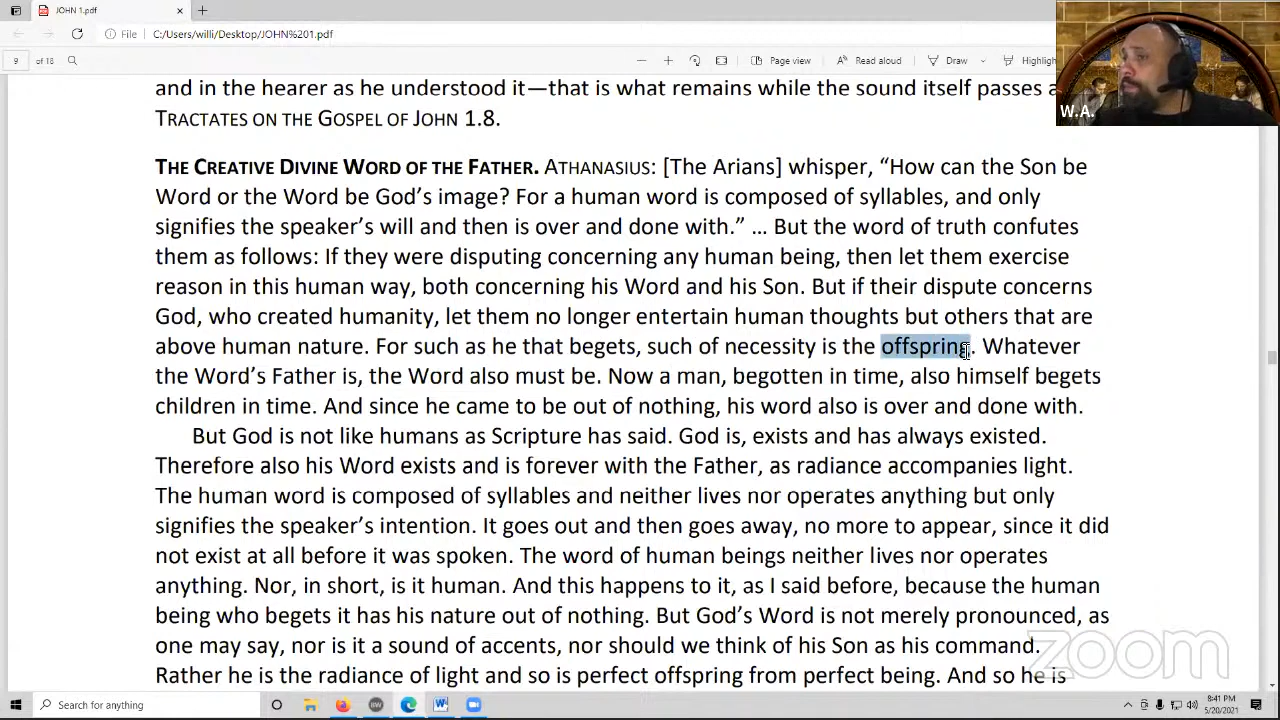 JOHN 1.pdf
File
C:/Users/willi/Desktop/JOHN%201.pdf
9 of 18
Page view
Read aloud
Draw
Highligh
W.A.
and in the hearer as he understood it—that is what remains while the sound itself passes
TRACTATES ON THE GOSPEL OF JOHN 1.8.
THE CREATIVE DIVINE WORD OF THE FATHER. ATHANASIUS: [The Arians] whisper, “How can the Son be
Word or the Word be God’s image? For a human word is composed of syllables, and only
signifies the speaker’s will and then is over and done with.” … But the word of truth confutes
them as follows: If they were disputing concerning any human being, then let them exercise
reason in this human way, both concerning his Word and his Son. But if their dispute concerns
God, who created humanity, let them no longer entertain human thoughts but others that are
above human nature. For such as he that begets, such of necessity is the offspring. Whatever
the Word’s Father is, the Word also must be. Now a man, begotten in time, also himself begets
children in time. And since he came to be out of nothing, his word also is over and done with.
But God is not like humans as Scripture has said. God is, exists and has always existed.
Therefore also his Word exists and is forever with the Father, as radiance accompanies light.
The human word is composed of syllables and neither lives nor operates anything but only
signifies the speaker’s intention. It goes out and then goes away, no more to appear, since it did
not exist at all before it was spoken. The word of human beings neither lives nor operates
anything. Nor, in short, is it human. And this happens to it, as I said before, because the human
being who begets it has his nature out of nothing. But God’s Word is not merely pronounced, as
one may say, nor is it a sound of accents, nor should we think of his Son as his command.
Rather he is the radiance of light and so is perfect offspring from perfect being. And so he is
zoom
Search for anything
8:41 PM
5/20/2021